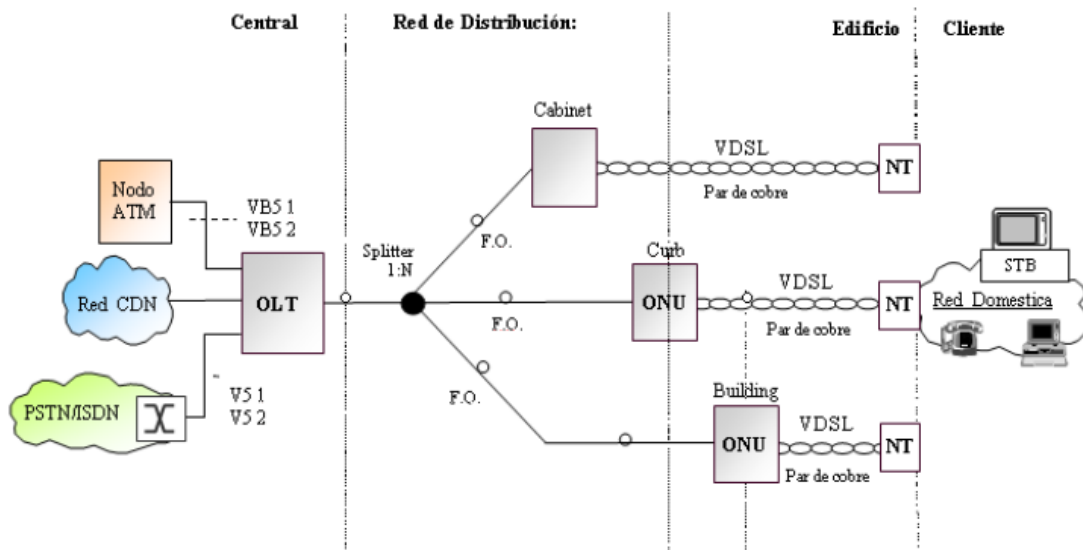 Central
Red de Distribución:
Edificio
Cliente
Cabinet
VDSL
Par de cobre
NT
Nodo
ATM
VB5 1
VB5 2
F.O.
Splitter
1:N
Curb
Red CDN
OLT
F.O.
ONU
VDSL
Par de cobre
NT
STB
Red Domestica
F.O.
Building
PSTN/ISDN
V5 1
V5 2
ONU
VDSL
Par de cobre
NT